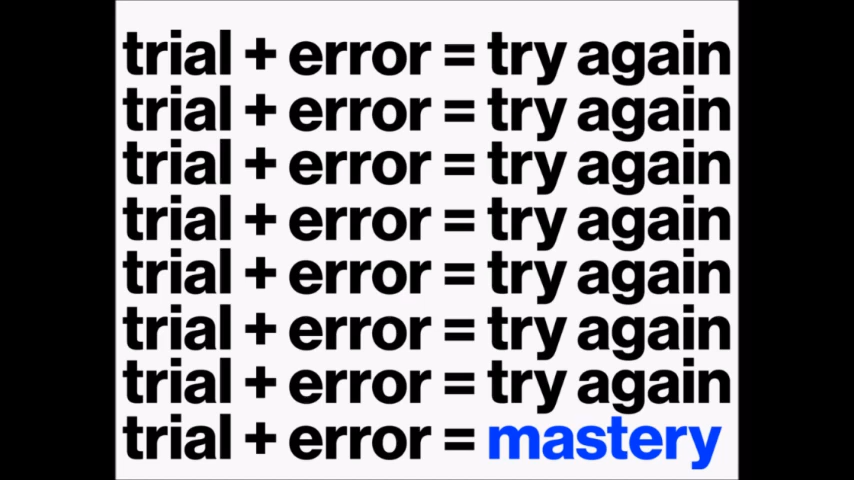 trial + error = try again
trial + error = try again
trial + error = try again
trial + error = try again
trial + error = try again
trial + error = try again
trial + error = try again
trial + error = mastery